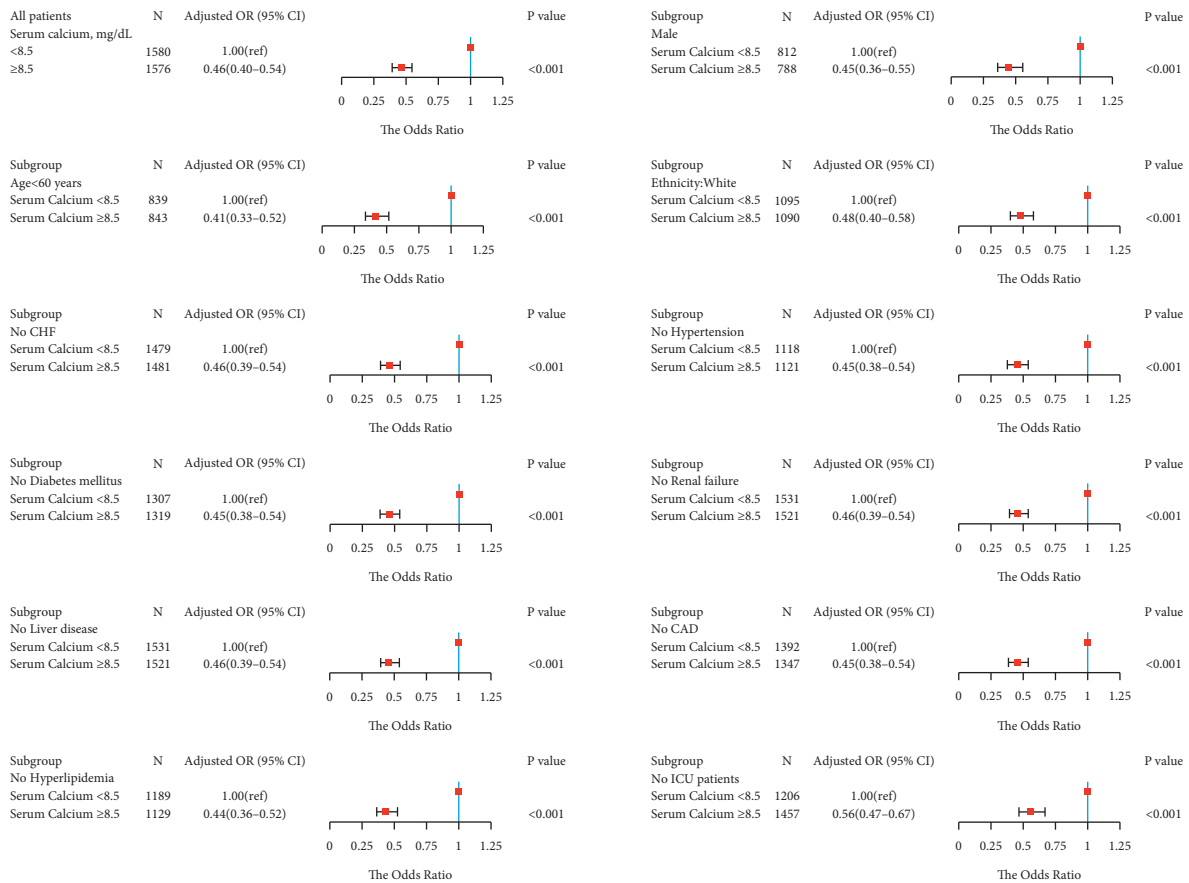 All patients N Adjusted OR (95% CI) P value
Serum calcium, mg/dL
<8.5 1580 1.00(ref)
≥8.5 1576 0.46(0.40–0.54) <0.001
0 0.25 0.5 0.75 1 1.25
The Odds Ratio
Subgroup N Adjusted OR (95% CI) P value
Male
Serum Calcium <8.5 812 1.00(ref)
Serum Calcium ≥8.5 788 0.45(0.36–0.55) <0.001
0 0.25 0.5 0.75 1 1.25
The Odds Ratio
Subgroup N Adjusted OR (95% CI) P value
Age<60 years
Serum Calcium <8.5 839 1.00(ref)
Serum Calcium ≥8.5 843 0.41(0.33–0.52) <0.001
0 0.25 0.5 0.75 1 1.25
The Odds Ratio
Subgroup N Adjusted OR (95% CI) P value
Ethnicity:White
Serum Calcium <8.5 1095 1.00(ref)
Serum Calcium ≥8.5 1090 0.48(0.40–0.58) <0.001
0 0.25 0.5 0.75 1 1.25
The Odds Ratio
Subgroup N Adjusted OR (95% CI) P value
No CHF
Serum Calcium <8.5 1479 1.00(ref)
Serum Calcium ≥8.5 1481 0.46(0.39–0.54) <0.001
0 0.25 0.5 0.75 1 1.25
The Odds Ratio
Subgroup N Adjusted OR (95% CI) P value
No Hypertension
Serum Calcium <8.5 1118 1.00(ref)
Serum Calcium ≥8.5 1121 0.45(0.38–0.54) <0.001
0 0.25 0.5 0.75 1 1.25
The Odds Ratio
Subgroup N Adjusted OR (95% CI) P value
No Diabetes mellitus
Serum Calcium <8.5 1307 1.00(ref)
Serum Calcium ≥8.5 1319 0.45(0.38–0.54) <0.001
0 0.25 0.5 0.75 1 1.25
The Odds Ratio
Subgroup N Adjusted OR (95% CI) P value
No Renal failure
Serum Calcium <8.5 1531 1.00(ref)
Serum Calcium ≥8.5 1521 0.46(0.39–0.54) <0.001
0 0.25 0.5 0.75 1 1.25
The Odds Ratio
Subgroup N Adjusted OR (95% CI) P value
No Liver disease
Serum Calcium <8.5 1531 1.00(ref)
Serum Calcium ≥8.5 1521 0.46(0.39–0.54) <0.001
0 0.25 0.5 0.75 1 1.25
The Odds Ratio
Subgroup N Adjusted OR (95% CI) P value
No CAD
Serum Calcium <8.5 1392 1.00(ref)
Serum Calcium ≥8.5 1347 0.45(0.38–0.54) <0.001
0 0.25 0.5 0.75 1 1.25
The Odds Ratio
Subgroup N Adjusted OR (95% CI) P value
No Hyperlipidemia
Serum Calcium <8.5 1189 1.00(ref)
Serum Calcium ≥8.5 1129 0.44(0.36–0.52) <0.001
0 0.25 0.5 0.75 1 1.25
The Odds Ratio
Subgroup N Adjusted OR (95% CI) P value
No ICU patients
Serum Calcium <8.5 1206 1.00(ref)
Serum Calcium ≥8.5 1457 0.56(0.47–0.67) <0.001
0 0.25 0.5 0.75 1 1.25
The Odds Ratio